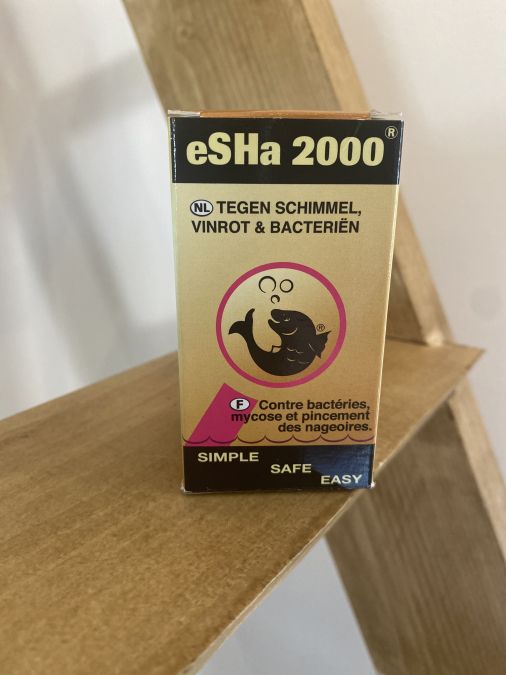 eSHa 2000®
NL TEGEN SCHIMMEL,
VINROT & BACTERIËN
®
F Contre bactéries,
mycose et pincement
des nageoires.
SIMPLE
SAFE
EASY